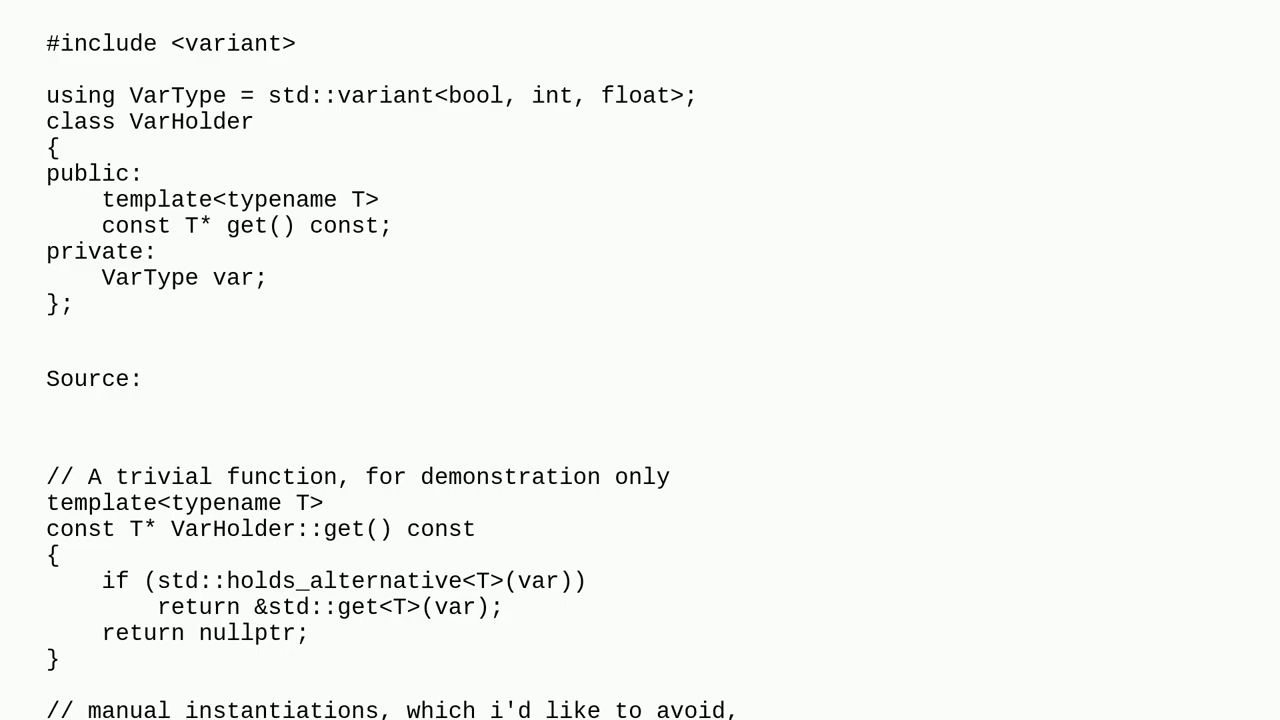 #include <variant>
using VarType = std::variant<bool, int, float>;
class VarHolder
{
public:
    template<typename T>
    const T* get() const;
private:
    VarType var;
};
Source:
// A trivial function, for demonstration only
template<typename T>
const T* VarHolder::get() const
{
    if (std::holds_alternative<T>(var))
        return &std::get<T>(var);
    return nullptr;
}
// manual instantiations, which i'd like to avoid,